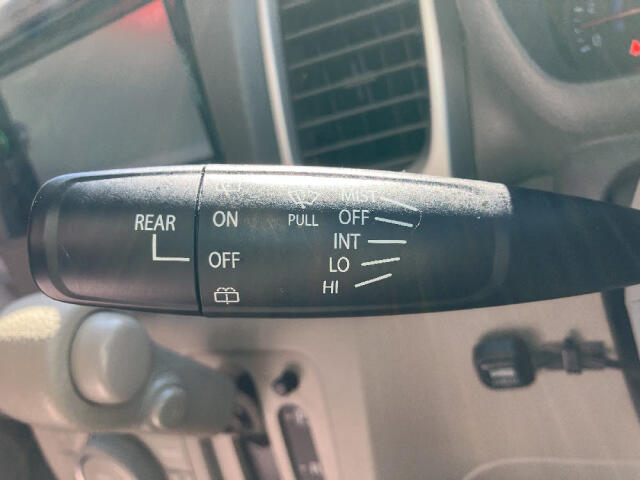 REAR
ON
OFF
PULL
MIST
OFF
INT
LO
HI